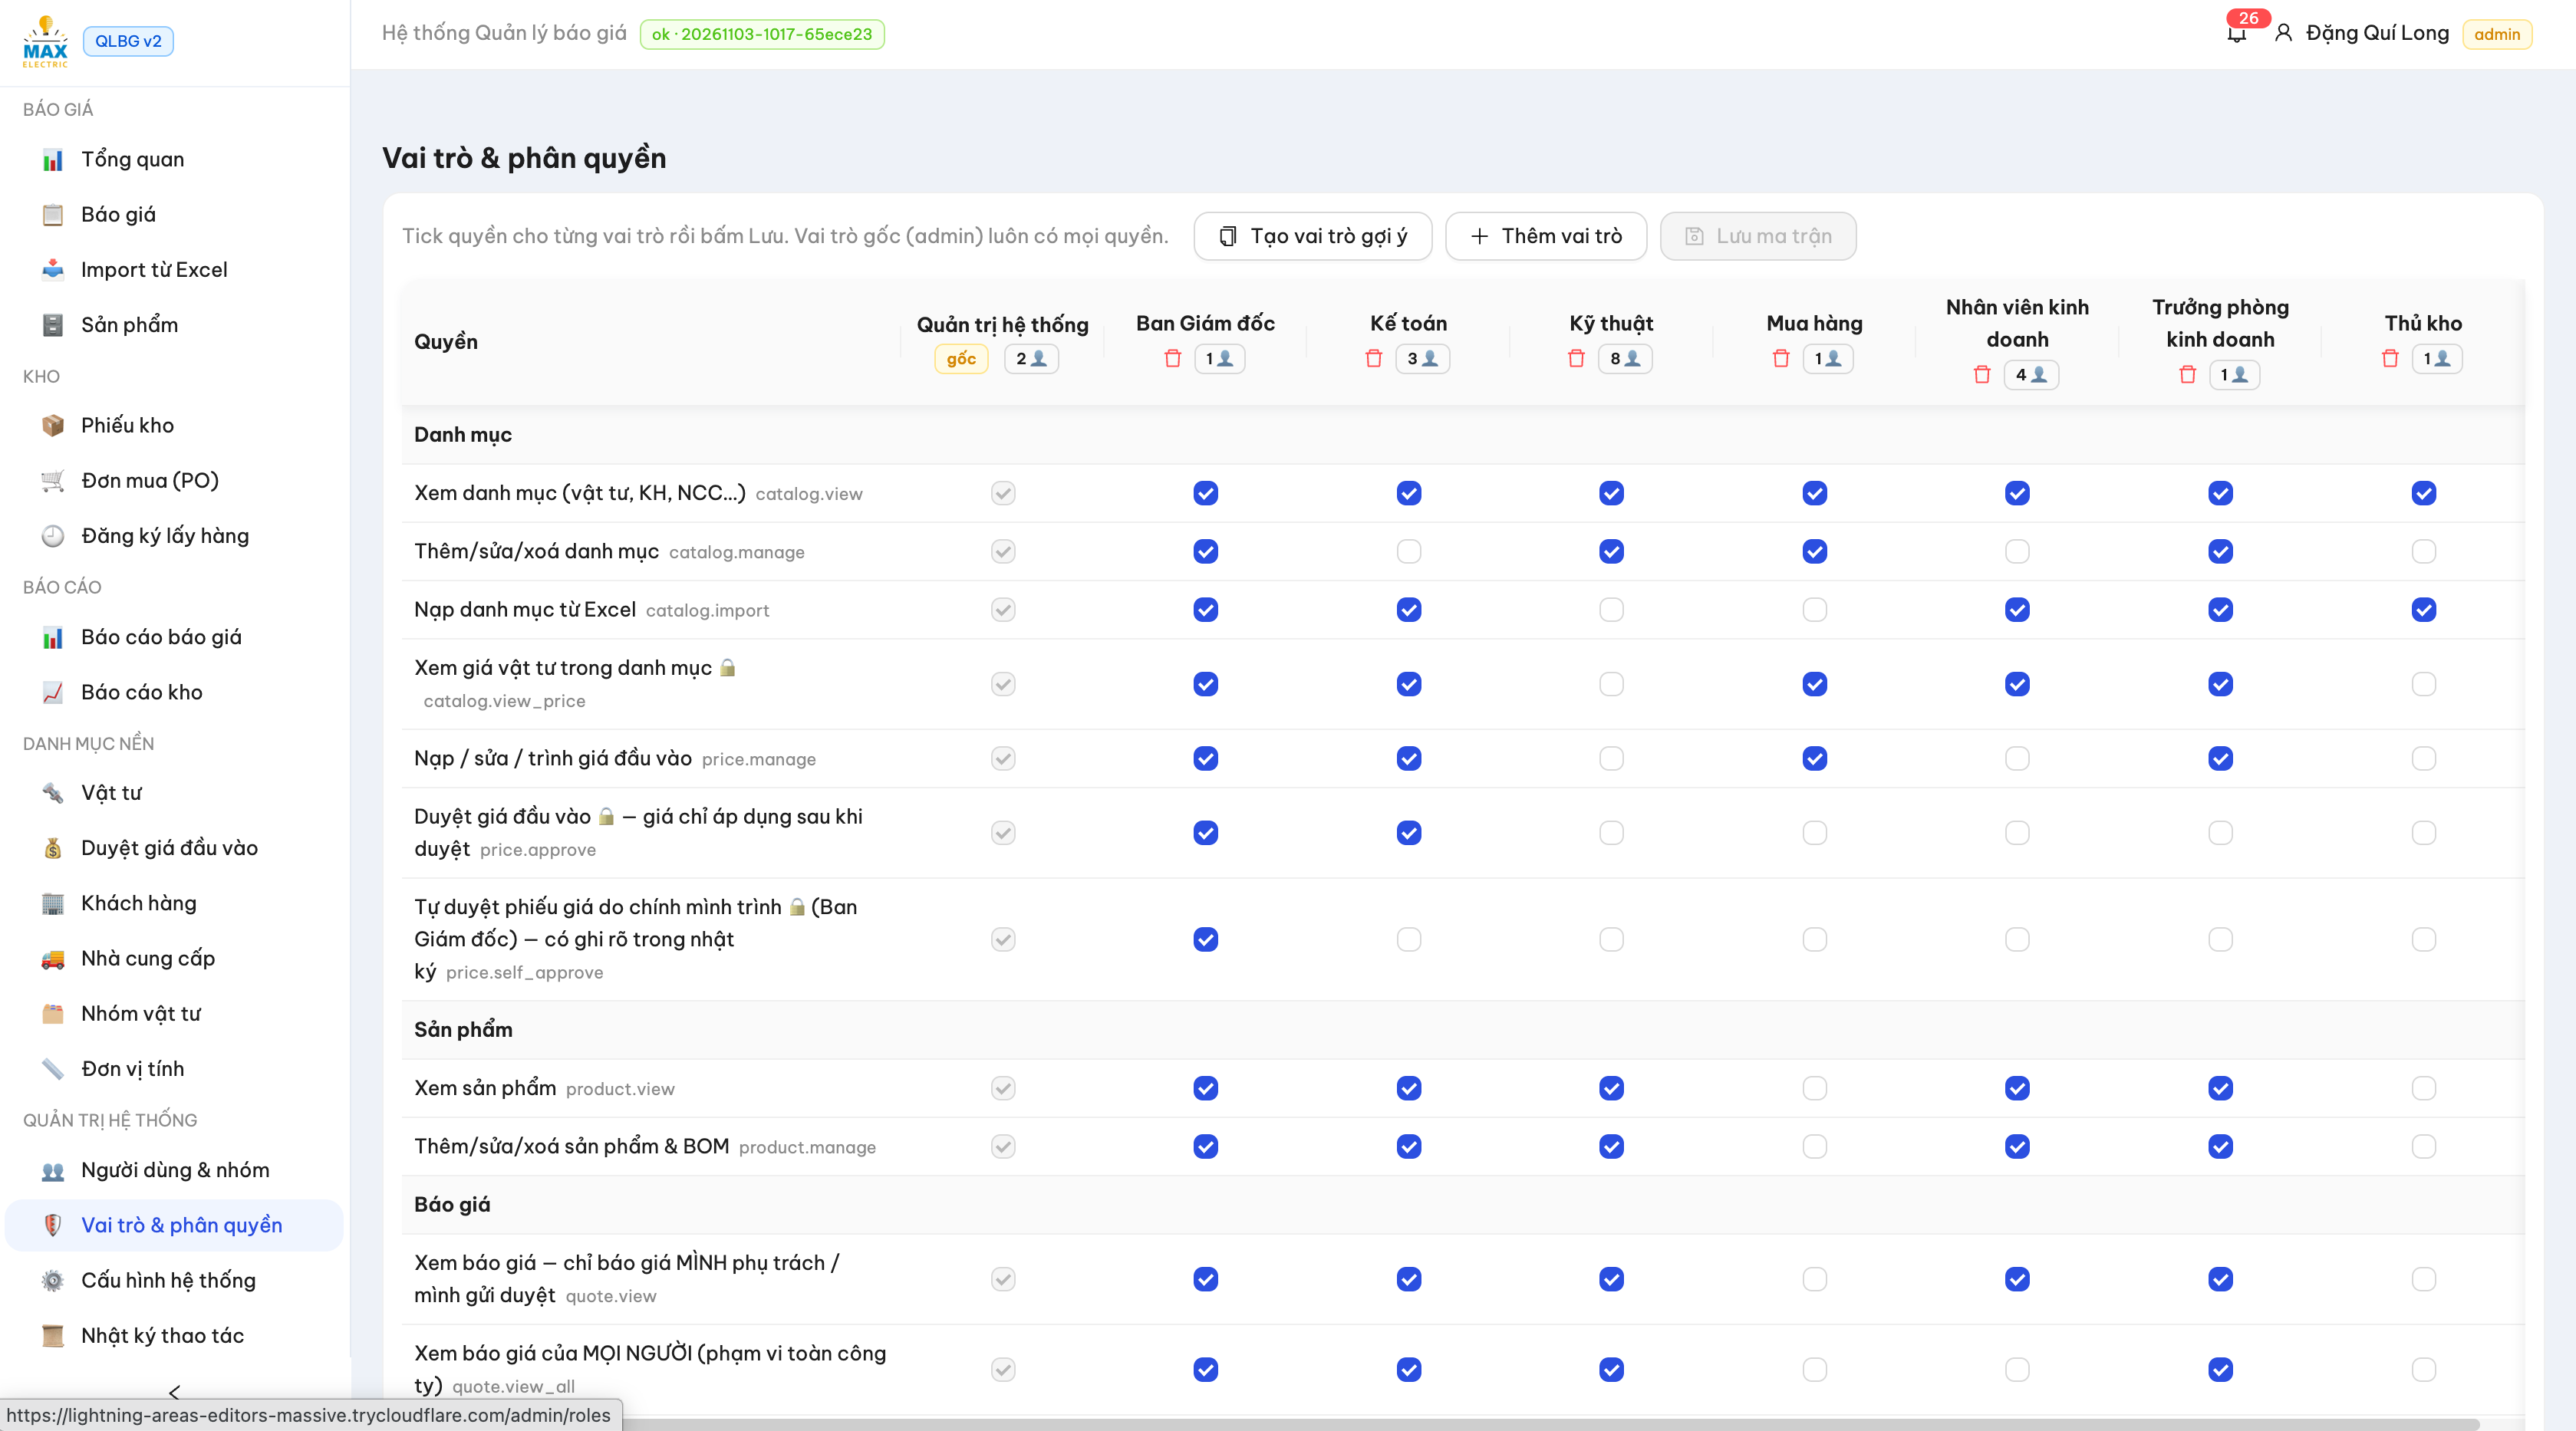 MAX
ELECTRIC
QLBG v2
Hệ thống Quản lý báo giá
ok · 20261103-1017-65ece23
26
Đặng Quí Long
admin
BÁO GIÁ
Tổng quan
Báo giá
Import từ Excel
Sản phẩm
KHO
Phiếu kho
Đơn mua (PO)
Đăng ký lấy hàng
BÁO CÁO
Báo cáo báo giá
Báo cáo kho
DANH MỤC NỀN
Vật tư
Duyệt giá đầu vào
Khách hàng
Nhà cung cấp
Nhóm vật tư
Đơn vị tính
QUẢN TRỊ HỆ THỐNG
Người dùng & nhóm
Vai trò & phân quyền
Cấu hình hệ thống
Nhật ký thao tác
https://lightning-areas-editors-massive.trycloudflare.com/admin/roles
Vai trò & phân quyền
Tick quyền cho từng vai trò rồi bấm Lưu. Vai trò gốc (admin) luôn có mọi quyền.
Tạo vai trò gợi ý
Thêm vai trò
Lưu ma trận
Quyền
Quản trị hệ thống
gốc
2
Ban Giám đốc
1
Kế toán
3
Kỹ thuật
8
Mua hàng
1
Nhân viên kinh
doanh
4
Trưởng phòng
kinh doanh
1
Thủ kho
1
Danh mục
Xem danh mục (vật tư, KH, NCC...) catalog.view
Thêm/sửa/xoá danh mục catalog.manage
Nạp danh mục từ Excel catalog.import
Xem giá vật tư trong danh mục 🔒
catalog.view_price
Nạp / sửa / trình giá đầu vào price.manage
Duyệt giá đầu vào 🔒 — giá chỉ áp dụng sau khi
duyệt price.approve
Tự duyệt phiếu giá do chính mình trình 🔒 (Ban
Giám đốc) — có ghi rõ trong nhật
ký price.self_approve
Sản phẩm
Xem sản phẩm product.view
Thêm/sửa/xoá sản phẩm & BOM product.manage
Báo giá
Xem báo giá — chỉ báo giá MÌNH phụ trách /
mình gửi duyệt quote.view
Xem báo giá của MỌI NGƯỜI (phạm vi toàn công
ty) quote.view_all